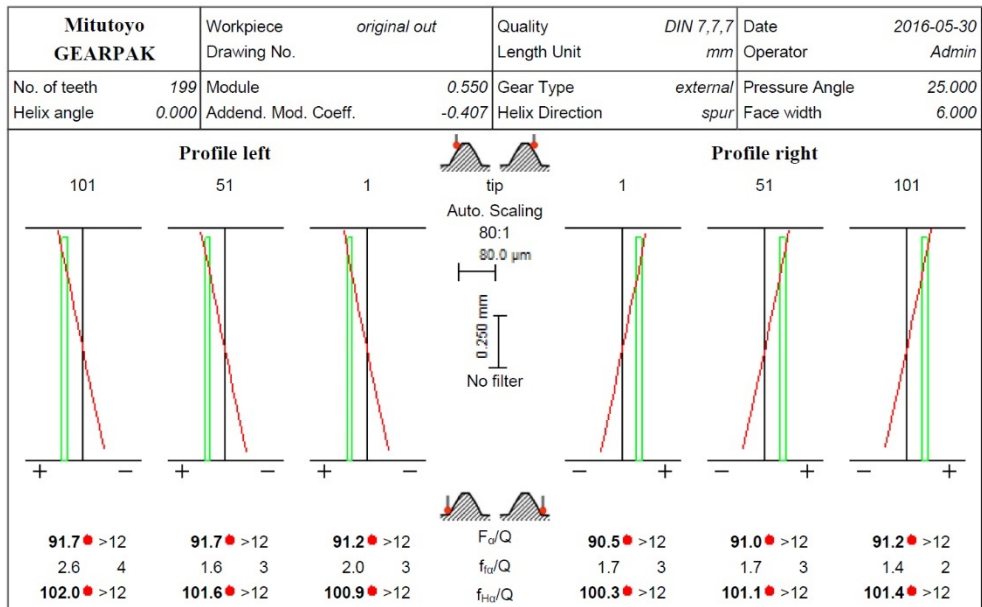 Mitutoyo GEARPAK
Workpiece original out
Drawing No.
Quality DIN 7,7,7
Length Unit mm
Date 2016-05-30
Operator Admin
No. of teeth 199
Helix angle 0.000
Module 0.550
Addend. Mod. Coeff. -0.407
Gear Type external
Helix Direction spur
Pressure Angle 25.000
Face width 6.000
Profile left
Profile right
101 51 1 tip 1 51 101
Auto. Scaling
80:1
80.0 µm
0.250 mm
No filter
+ − + − + − − + − + − +
91.7 >12 91.7 >12 91.2 >12 Fα/Q 90.5 >12 91.0 >12 91.2 >12
2.6 4 1.6 3 2.0 3 ffα/Q 1.7 3 1.7 3 1.4 2
102.0 >12 101.6 >12 100.9 >12 fHα/Q 100.3 >12 101.1 >12 101.4 >12